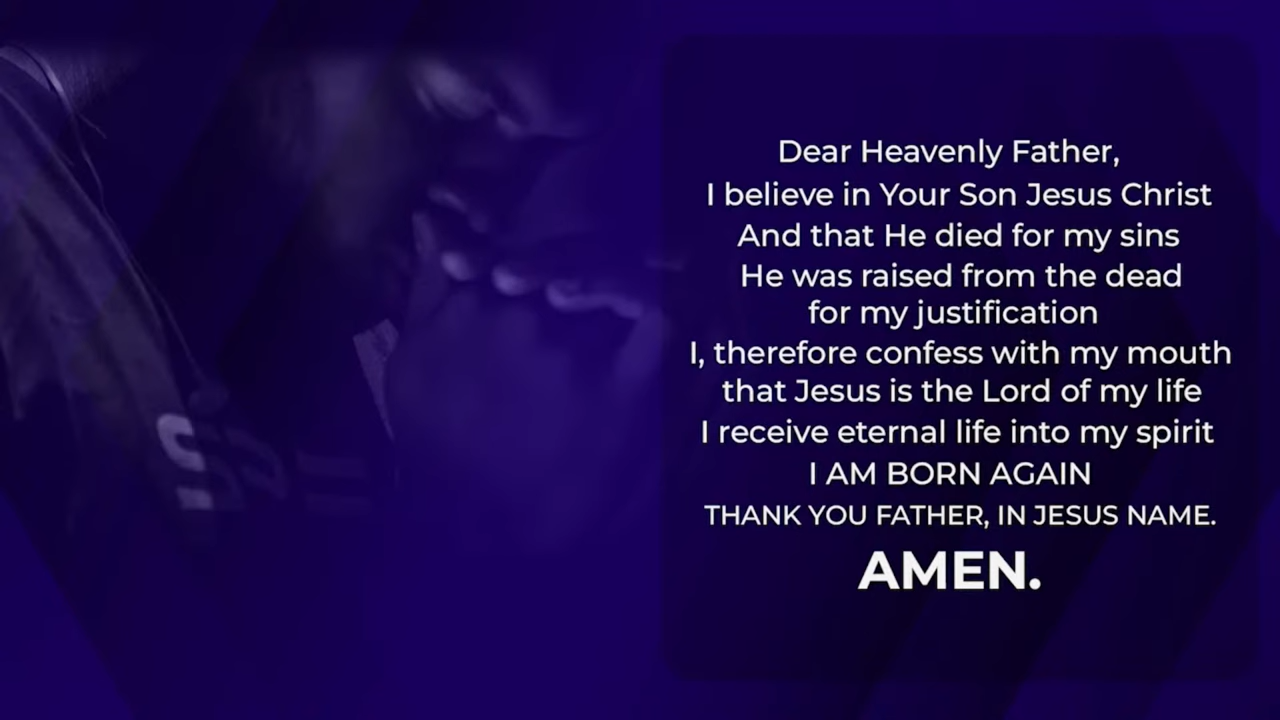 Dear Heavenly Father,
I believe in Your Son Jesus Christ
And that He died for my sins
He was raised from the dead
for my justification
I, therefore confess with my mouth
that Jesus is the Lord of my life
I receive eternal life into my spirit
I AM BORN AGAIN
THANK YOU FATHER, IN JESUS NAME.
AMEN.